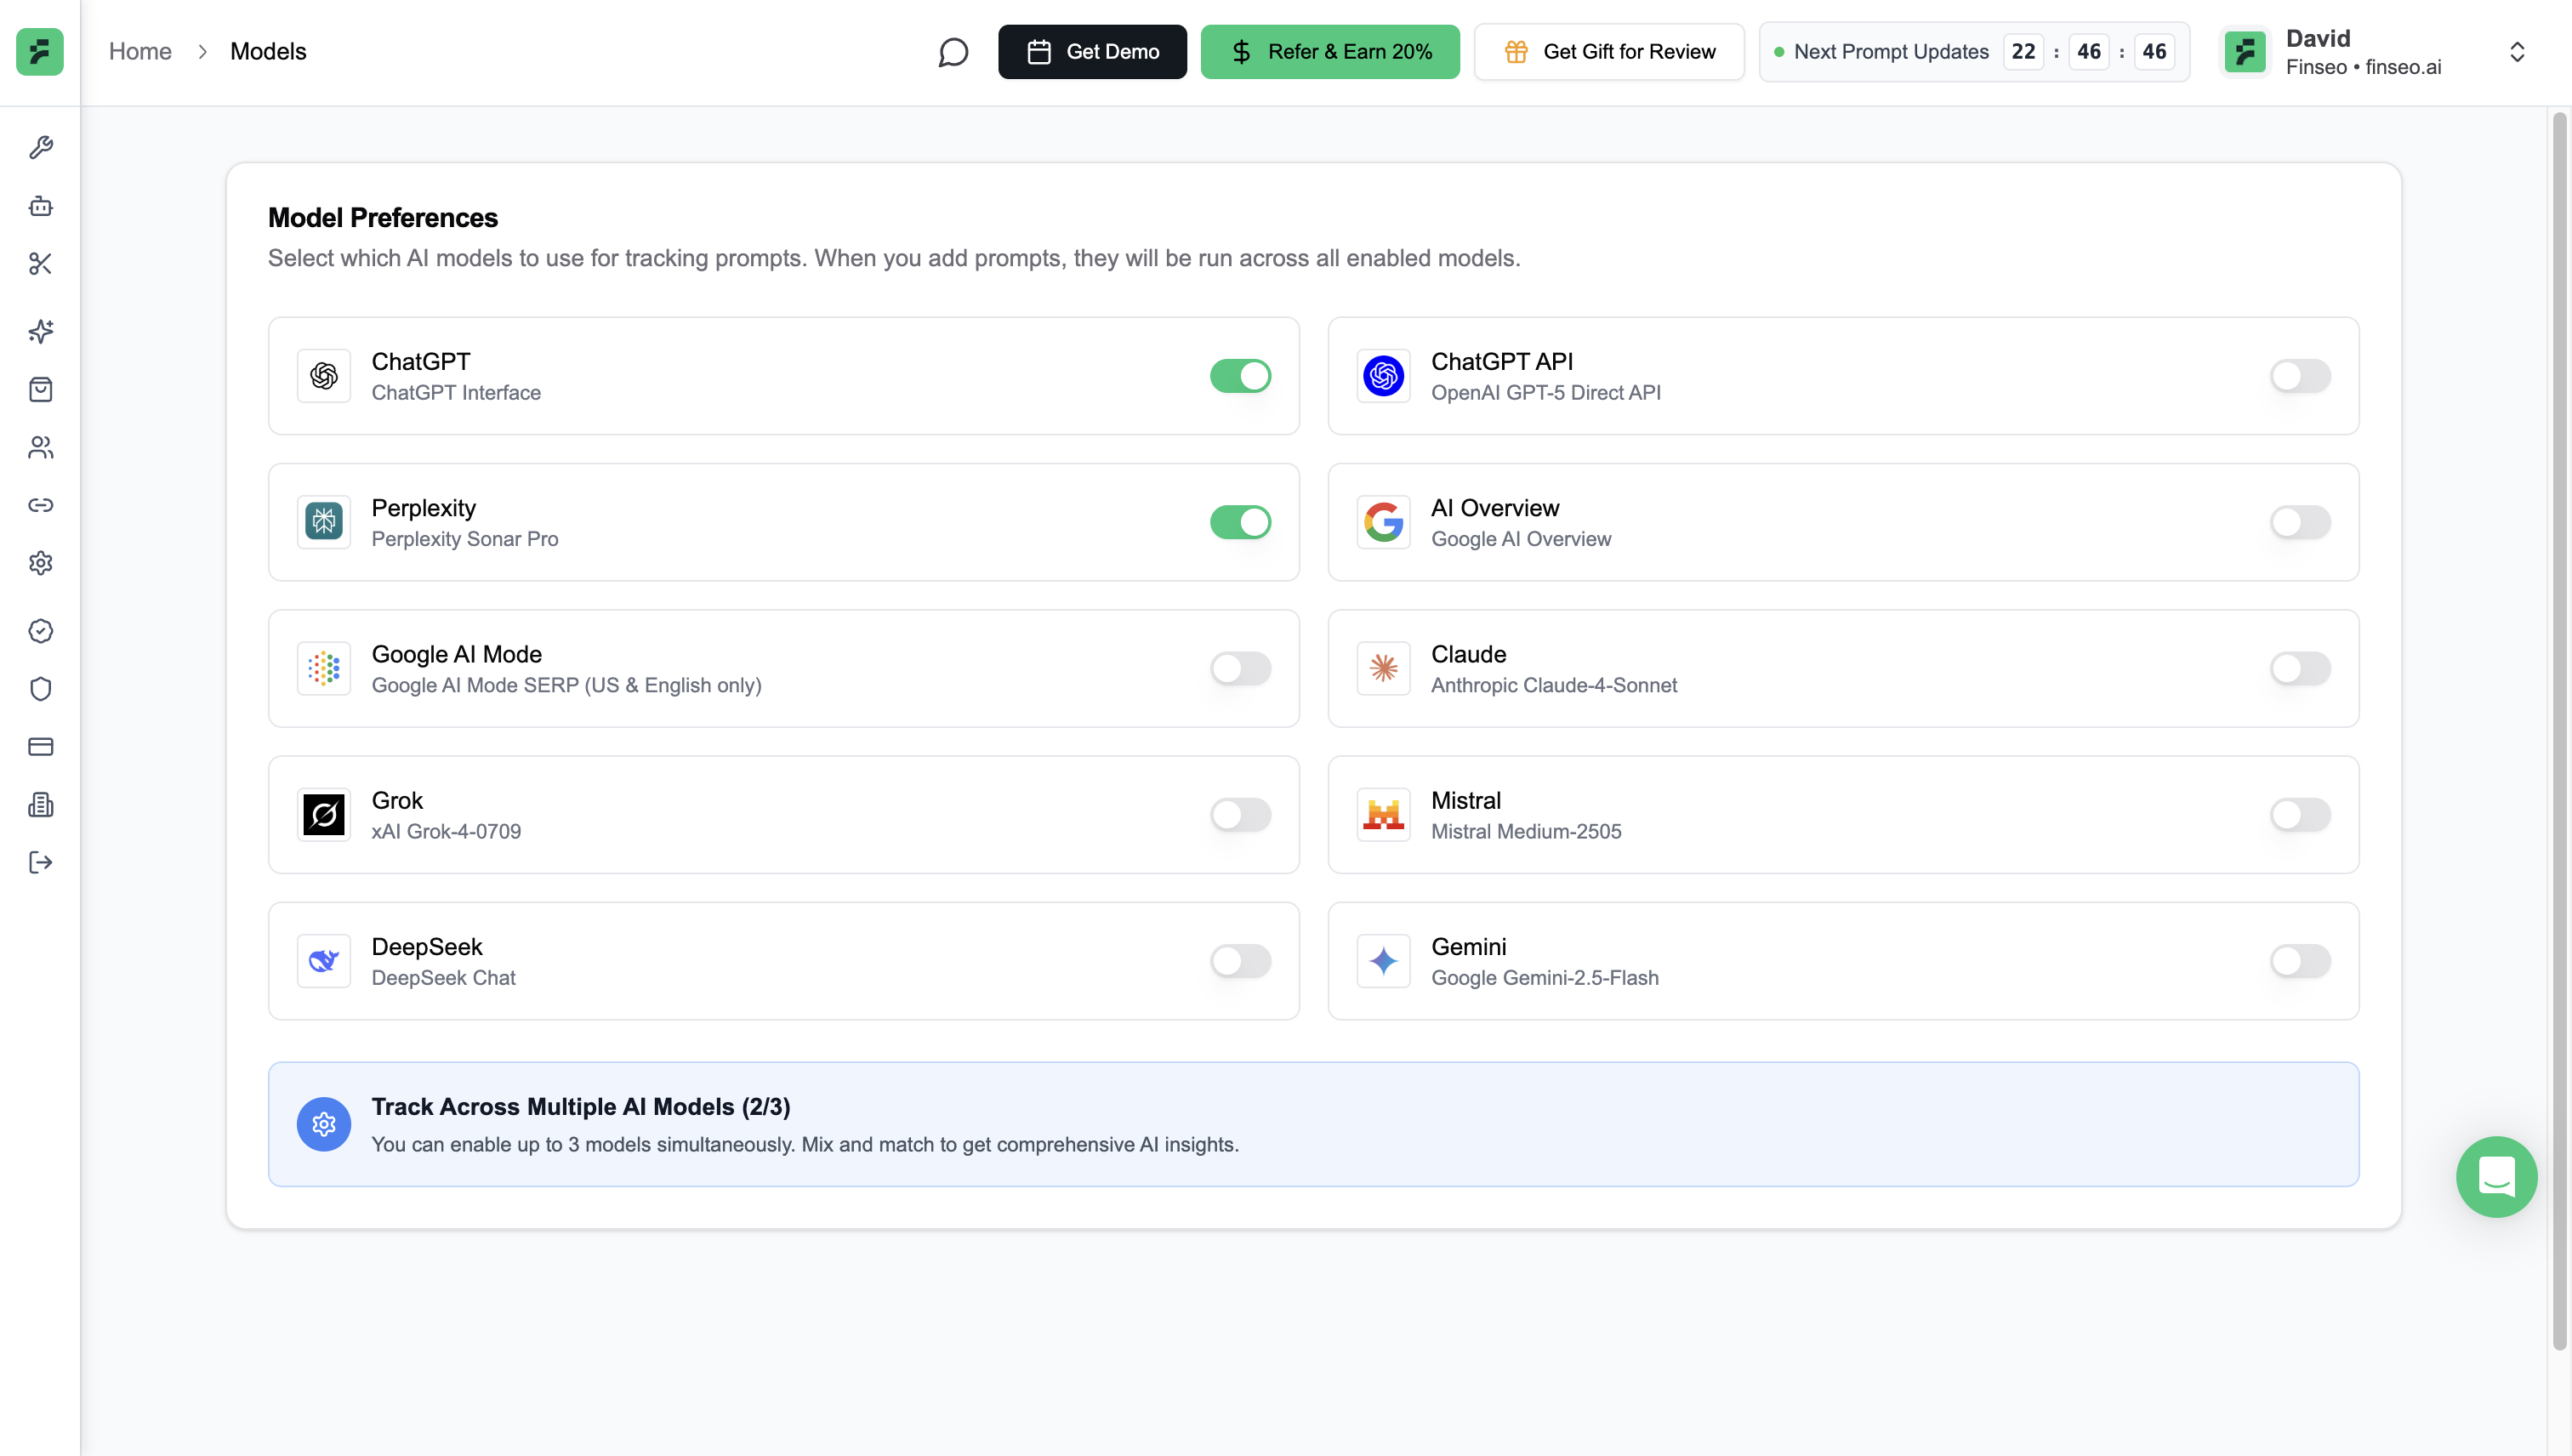 Home > Models
Get Demo
Refer & Earn 20%
Get Gift for Review
Next Prompt Updates 22 : 46 : 46
David
Finseo • finseo.ai
Model Preferences
Select which AI models to use for tracking prompts. When you add prompts, they will be run across all enabled models.
ChatGPT
ChatGPT Interface
ChatGPT API
OpenAI GPT-5 Direct API
Perplexity
Perplexity Sonar Pro
AI Overview
Google AI Overview
Google AI Mode
Google AI Mode SERP (US & English only)
Claude
Anthropic Claude-4-Sonnet
Grok
xAI Grok-4-0709
Mistral
Mistral Medium-2505
DeepSeek
DeepSeek Chat
Gemini
Google Gemini-2.5-Flash
Track Across Multiple AI Models (2/3)
You can enable up to 3 models simultaneously. Mix and match to get comprehensive AI insights.